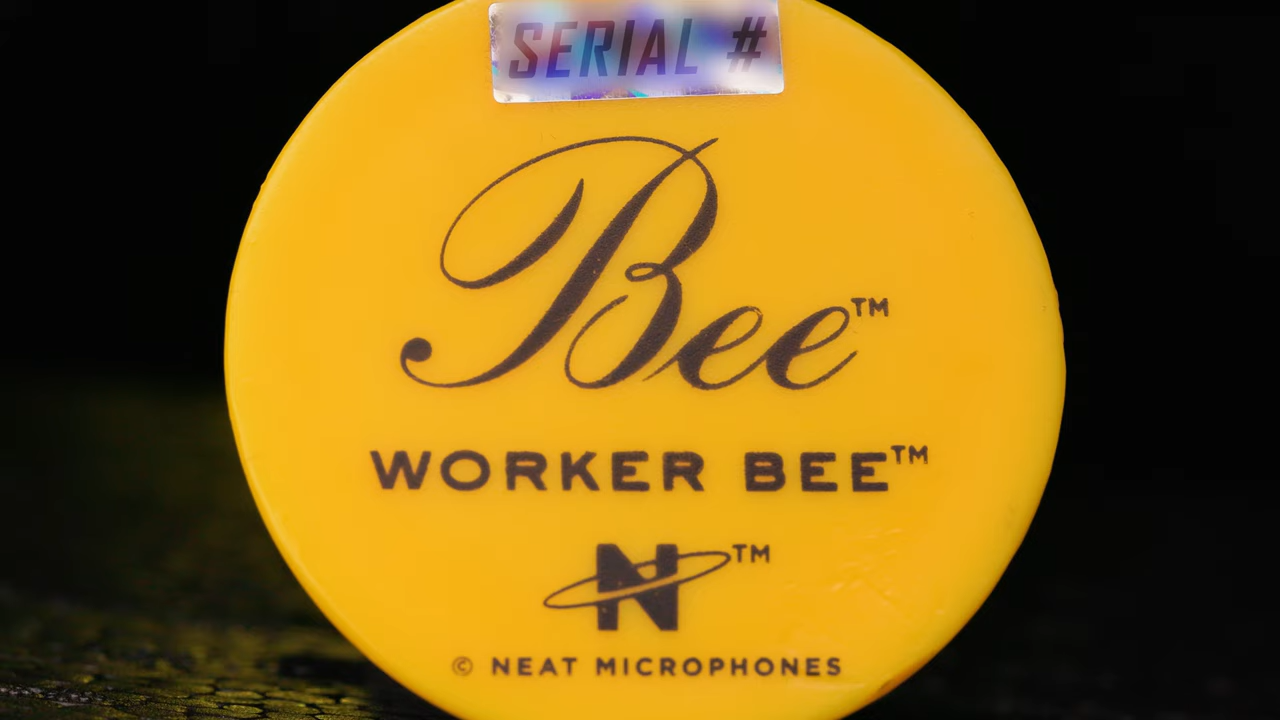 SERIAL #
Bee™
WORKER BEE™
N™
© NEAT MICROPHONES